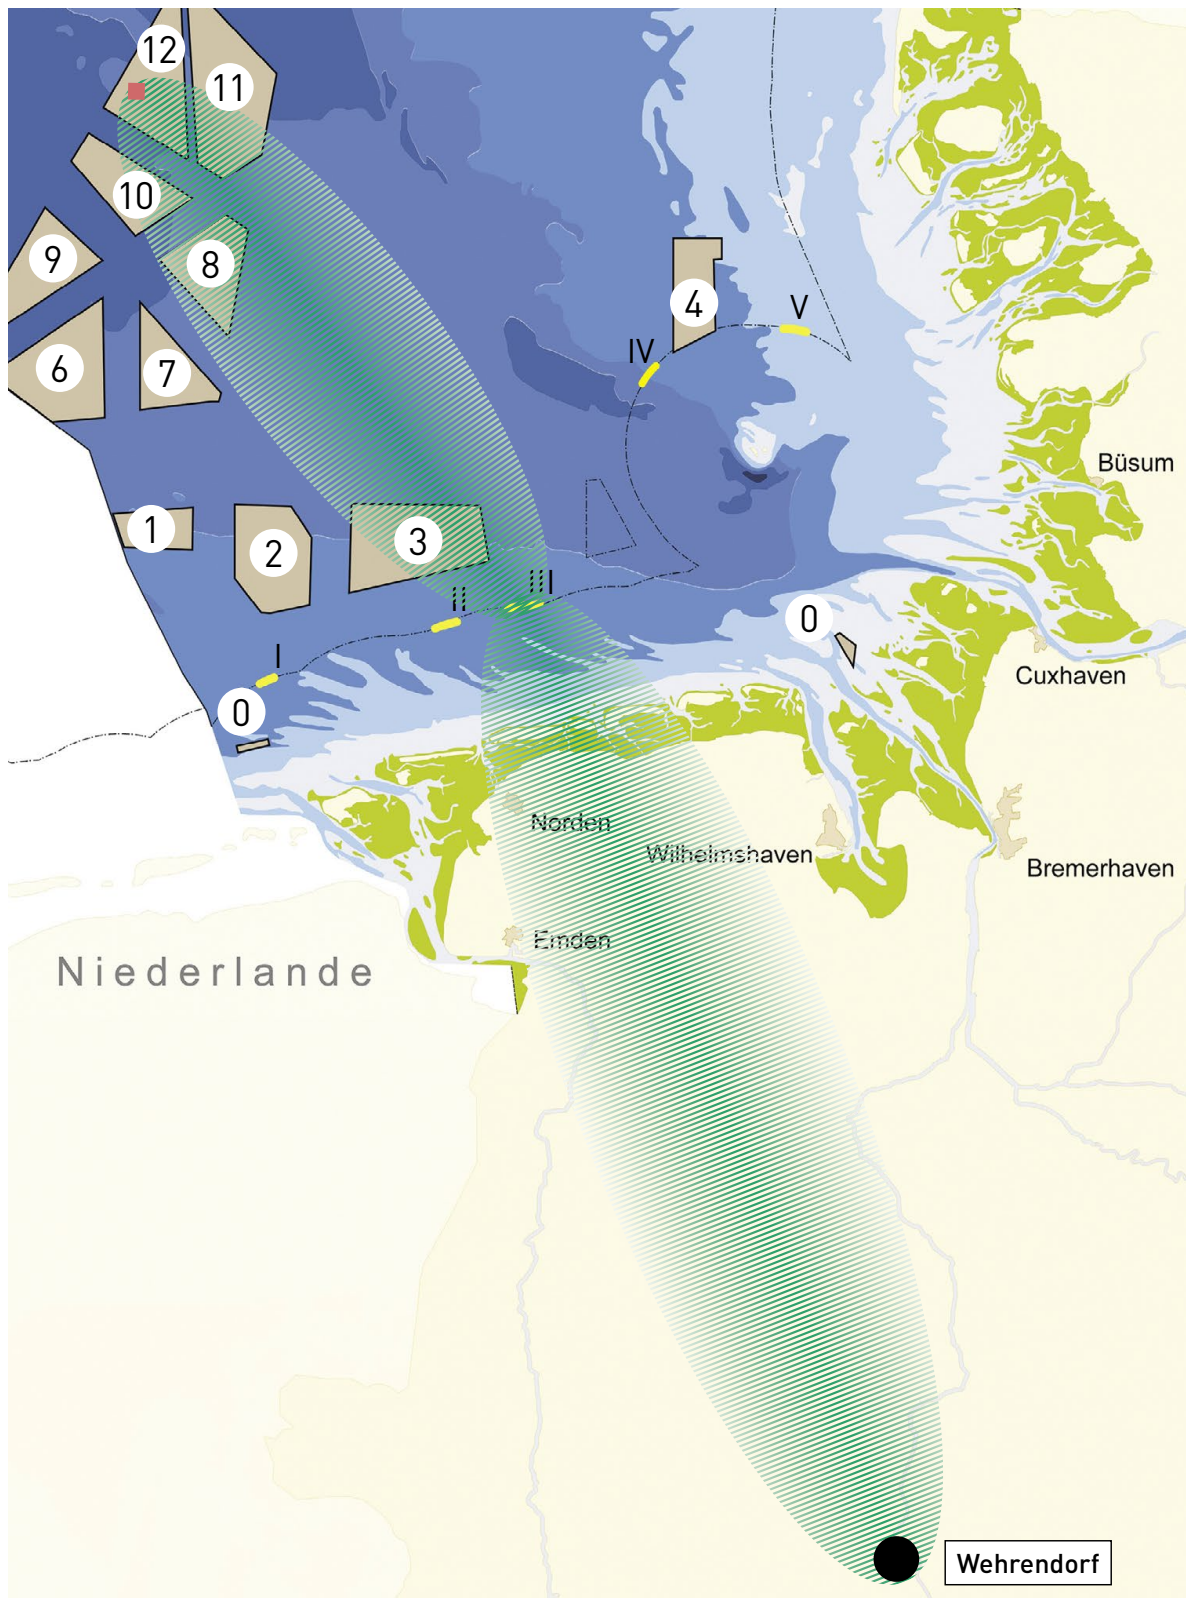 12
11
10
9
8
4
V
IV
6
7
Büsum
1
2
3
II
III
0
I
Cuxhaven
0
Norden
Wilhelmshaven
Bremerhaven
Emden
Niederlande
Wehrendorf